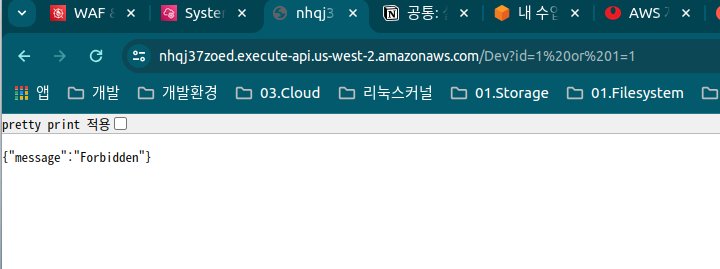 WAF &
System
nhqj3
공통:
내 수업
AWS
nhqj37zoed.execute-api.us-west-2.amazonaws.com/Dev?id=1%20or%201=1
앱 개발 개발환경 03.Cloud 리눅스커널 01.Storage 01.Filesystem
pretty print 적용
{"message":"Forbidden"}